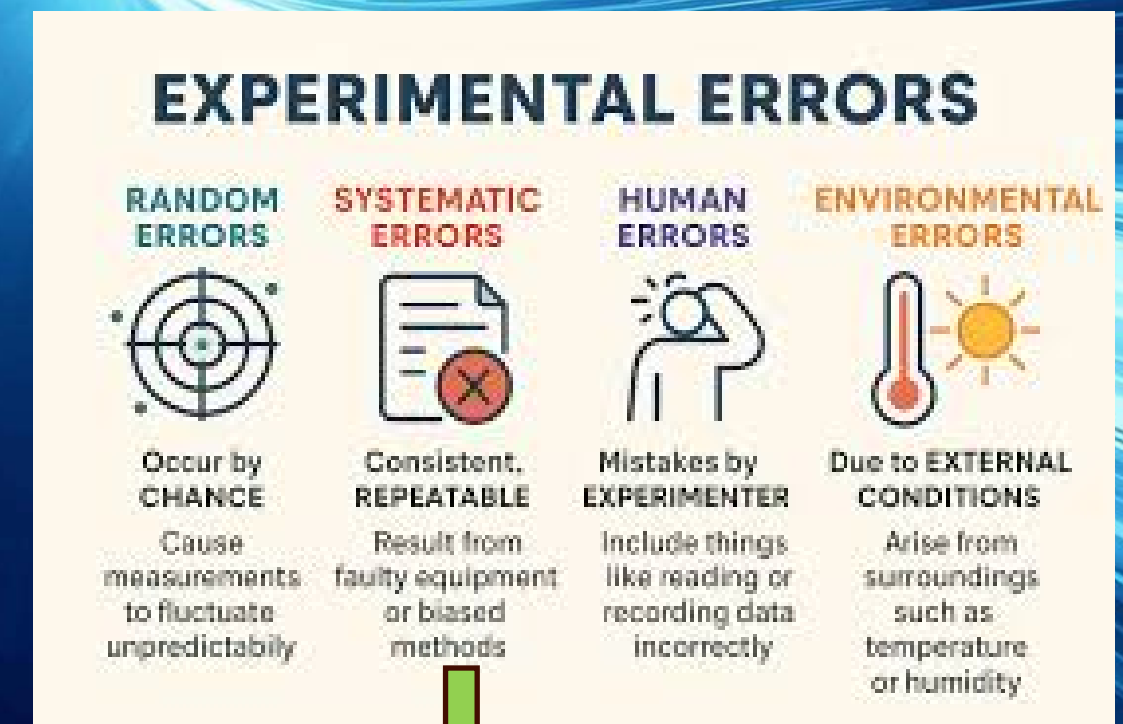 EXPERIMENTAL ERRORS
RANDOM
ERRORS
Occur by
CHANCE
Cause
measurements
to fluctuate
unpredictabily
SYSTEMATIC
ERRORS
Consistent,
REPEATABLE
Result from
faulty equipment
or biased
methods
HUMAN
ERRORS
Mistakes by
EXPERIMENTER
Include things
like reading or
recording data
incorrectly
ENVIRONMENTAL
ERRORS
Due to EXTERNAL
CONDITIONS
Arise from
surroundings
such as
temperature
or humidity